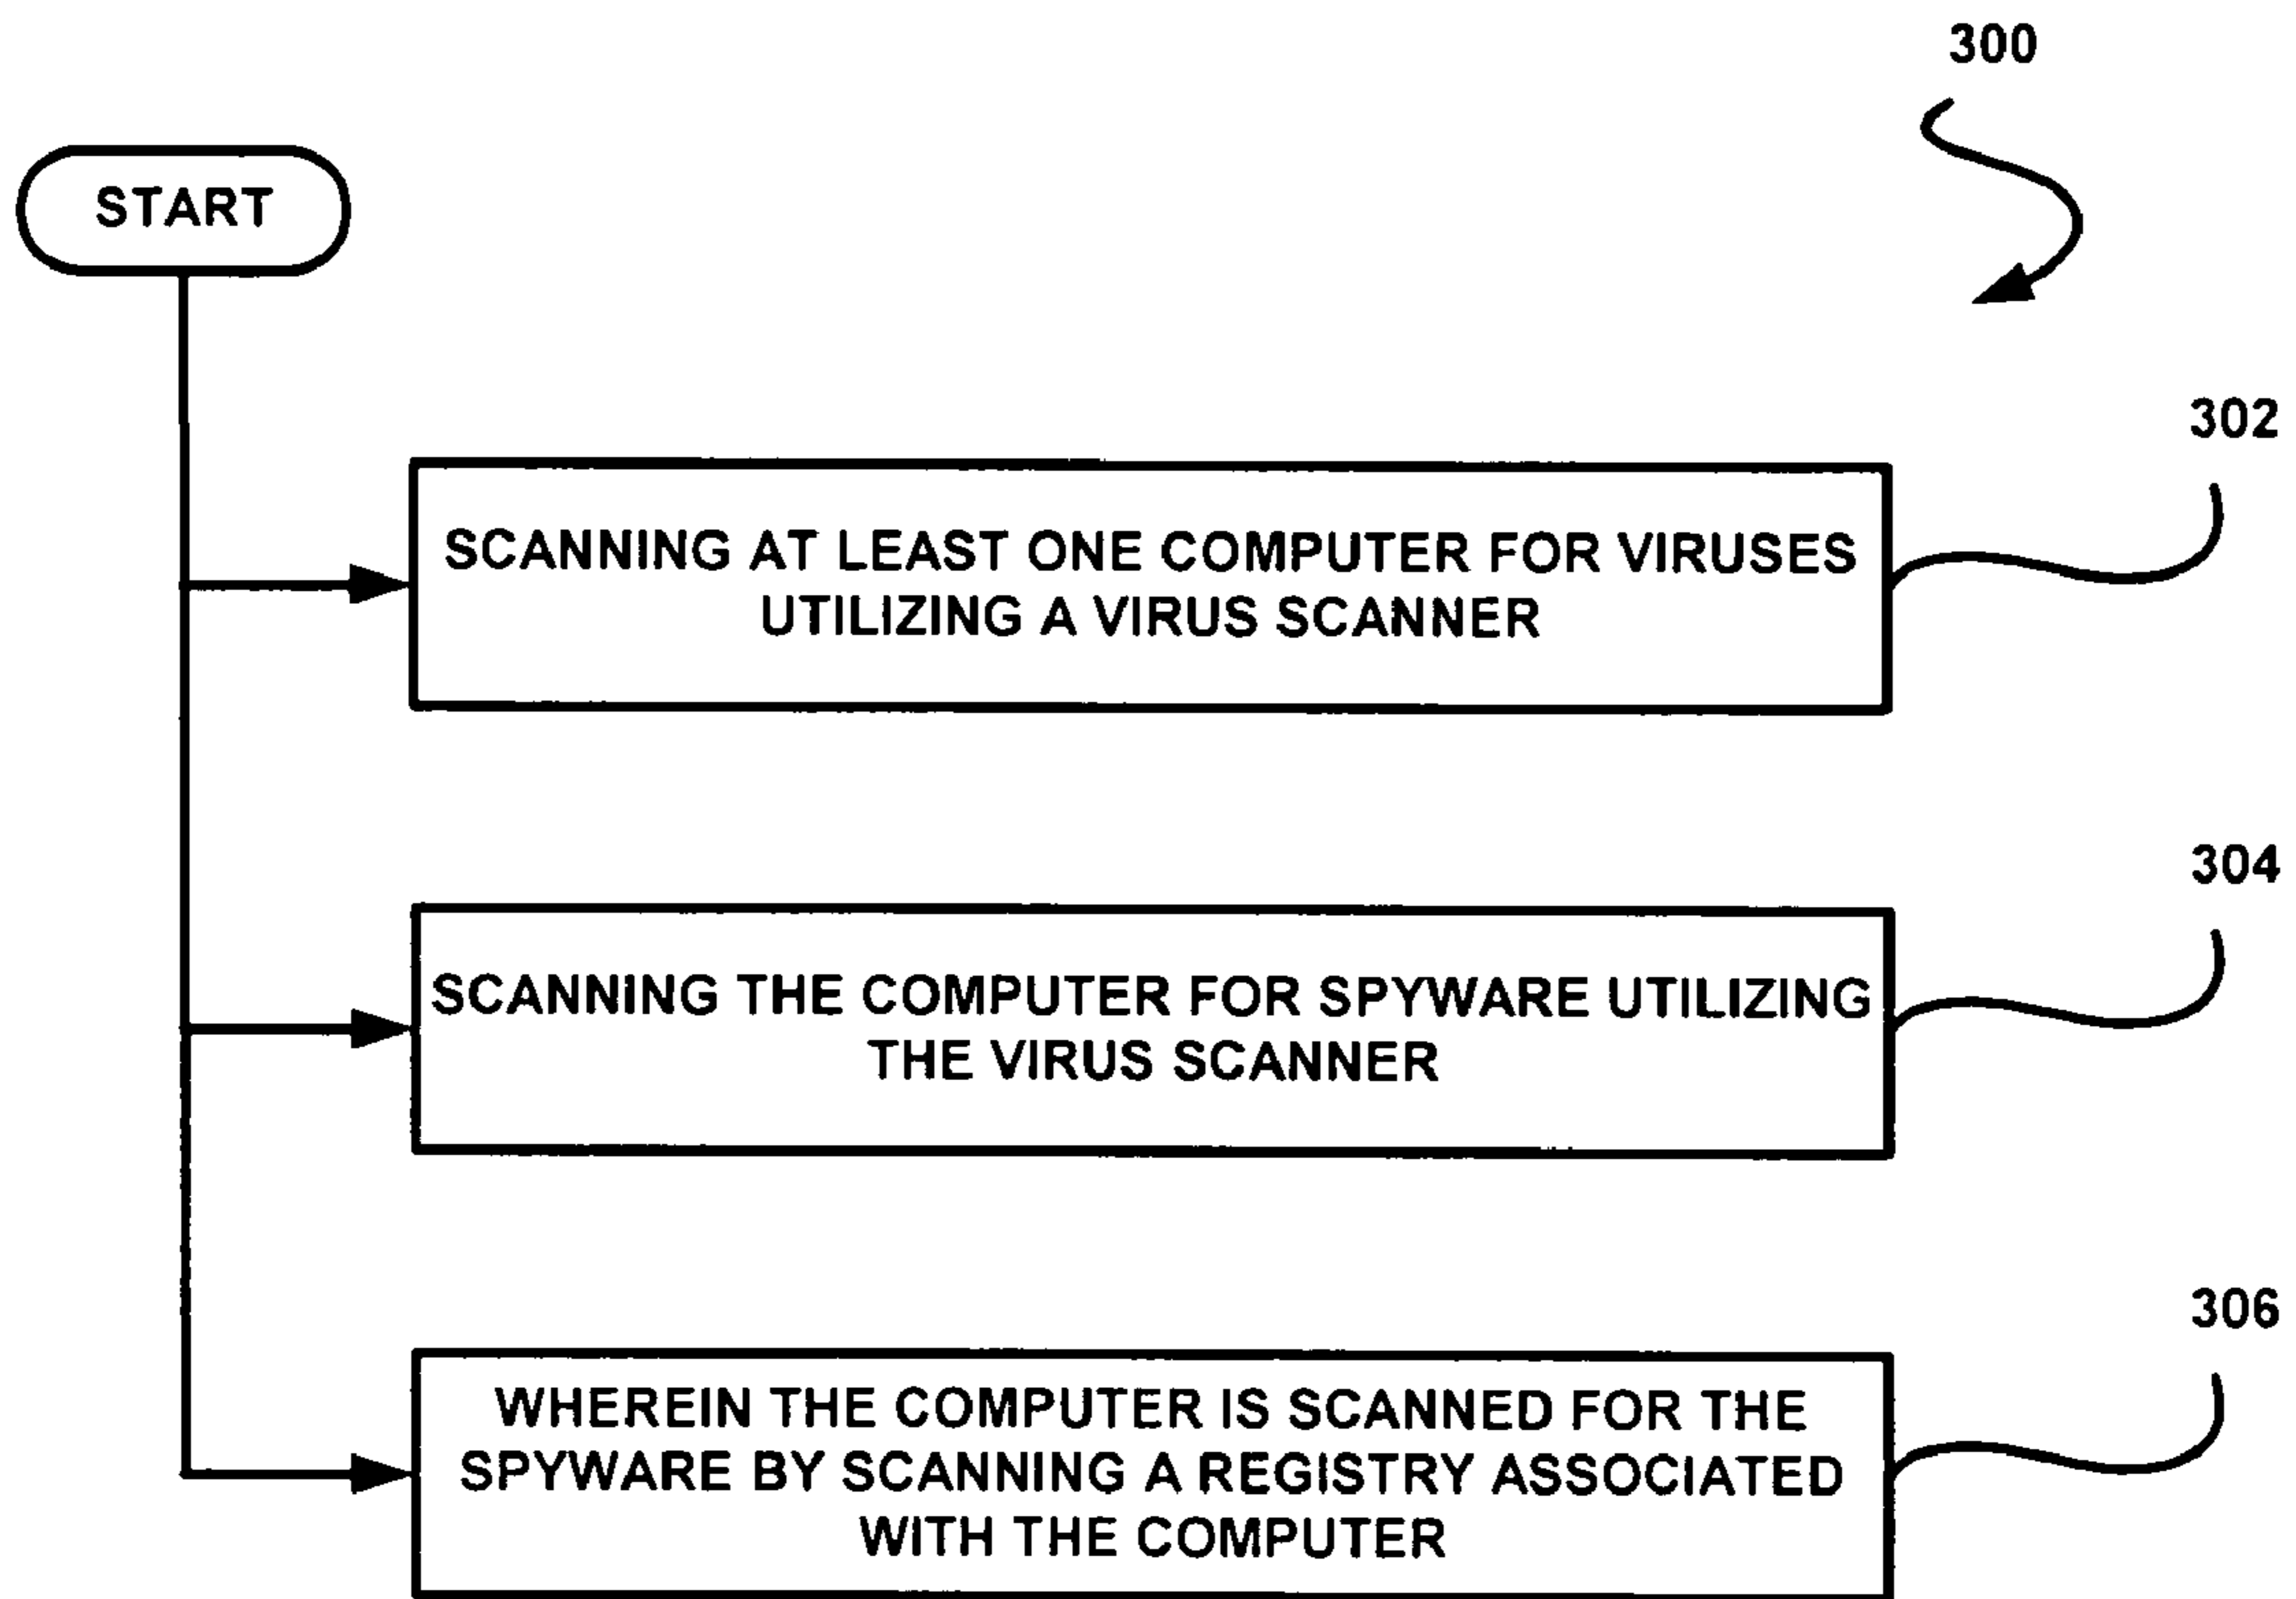 300
START
302
SCANNING AT LEAST ONE COMPUTER FOR VIRUSES
UTILIZING A VIRUS SCANNER
304
SCANNING THE COMPUTER FOR SPYWARE UTILIZING
THE VIRUS SCANNER
306
WHEREIN THE COMPUTER IS SCANNED FOR THE
SPYWARE BY SCANNING A REGISTRY ASSOCIATED
WITH THE COMPUTER